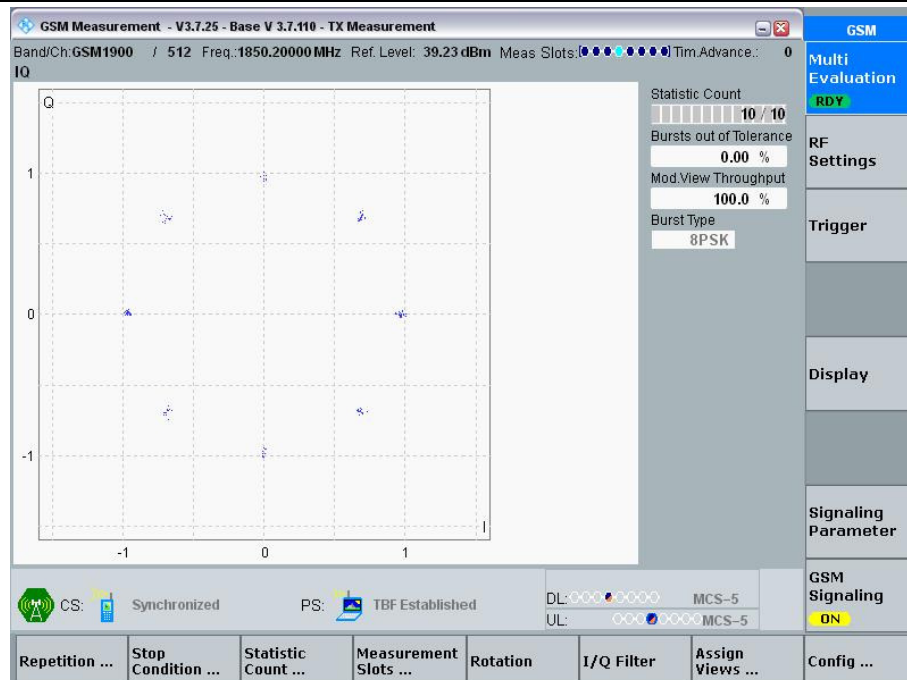 GSM Measurement - V3.7.25 - Base V 3.7.110 - TX Measurement
GSM
Band/Ch:GSM1900 / 512 Freq.:1850.20000 MHz Ref. Level: 39.23 dBm Meas Slots: Tim.Advance.: 0
IQ
Multi Evaluation
RDY
Q
Statistic Count
10 / 10
Bursts out of Tolerance
0.00 %
Mod.View Throughput
100.0 %
Burst Type
8PSK
1
0
-1
I
-1 0 1
RF Settings
Trigger
Display
Signaling Parameter
GSM Signaling
ON
CS: Synchronized PS: TBF Established DL: MCS-5
UL: MCS-5
Repetition ... Stop Condition ... Statistic Count ... Measurement Slots ... Rotation I/Q Filter Assign Views ... Config ...